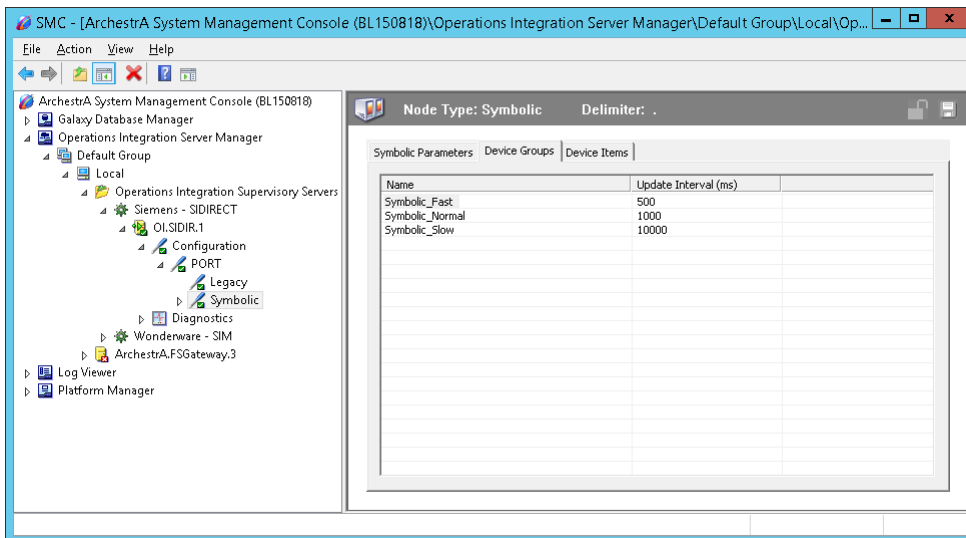 SMC - [ArchestrA System Management Console (BL150818)\Operations Integration Server Manager\Default Group\Local\Op...
File Action View Help
ArchestrA System Management Console (BL150818)
Galaxy Database Manager
Operations Integration Server Manager
Default Group
Local
Operations Integration Supervisory Servers
Siemens - SIDIRECT
OI.SIDIR.1
Configuration
PORT
Legacy
Symbolic
Diagnostics
Wonderware - SIM
ArchestrA.FSGateway.3
Log Viewer
Platform Manager
Node Type: Symbolic Delimiter: .
Symbolic Parameters Device Groups Device Items
Name Update Interval (ms)
Symbolic_Fast 500
Symbolic_Normal 1000
Symbolic_Slow 10000